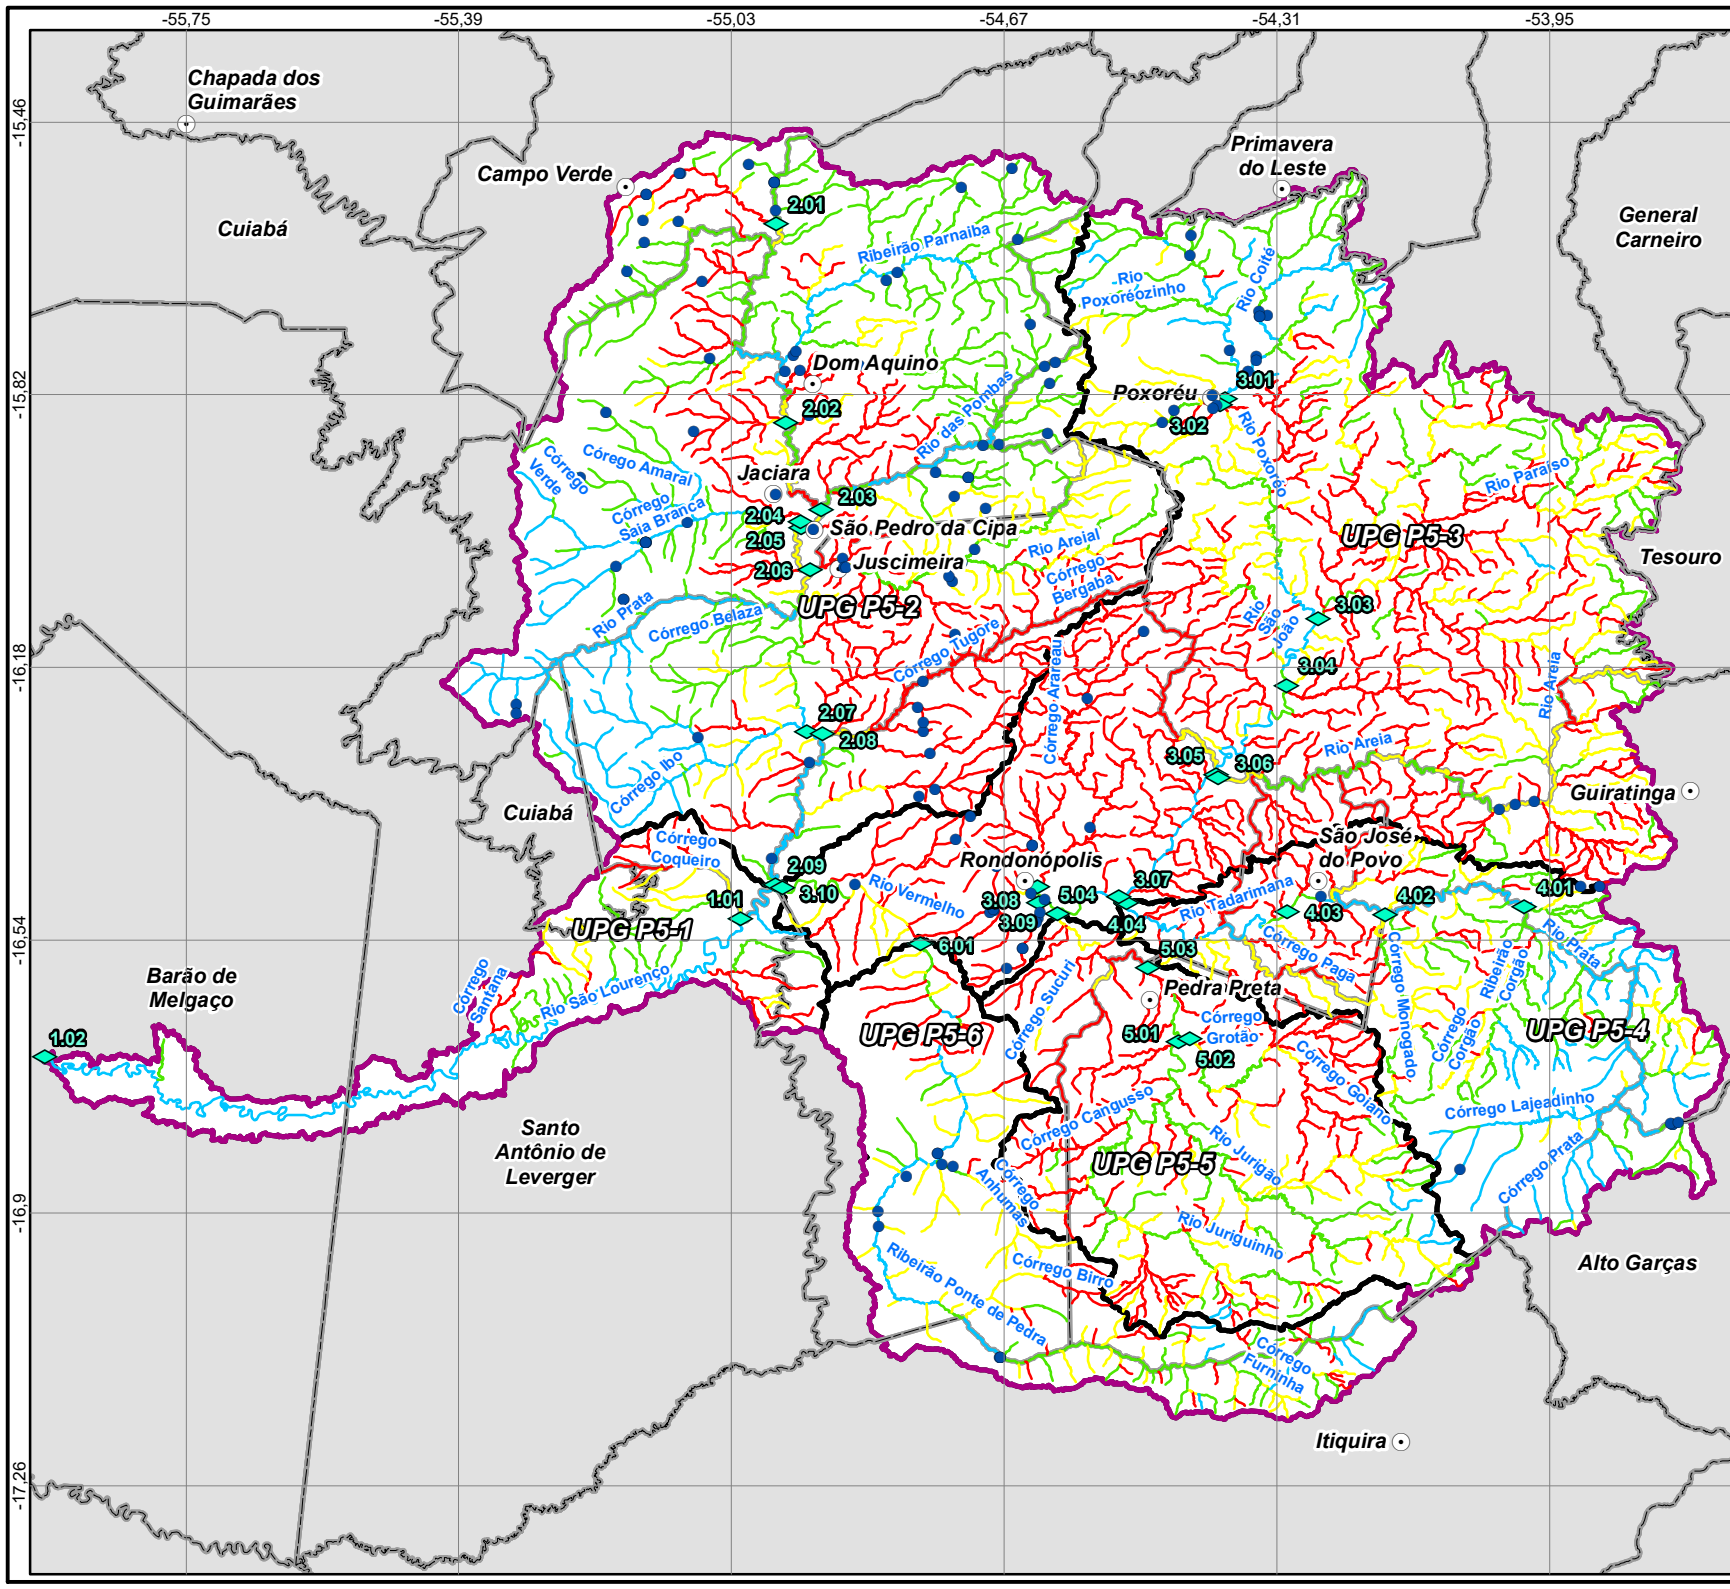 -55,75
-55,39
-55,03
-54,67
-54,31
-53,95
-15,46
-15,82
-16,18
-16,54
-16,9
-17,26
Chapada dos
Guimarães
Campo Verde
Cuiabá
Primavera
do Leste
General
Carneiro
2.01
Ribeirão Parnaiba
Rio
Poxoréozinho
Rio Coité
Dom Aquino
2.02
Rio das Pombas
Poxoréu
3.01
3.02
Rio Poxoréo
Rio Paraíso
Córrego
Verde
Córego Amaral
Córrego
Saia Branca
Jaciara
2.03
2.04
2.05
São Pedro da Cipa
2.06
Juscimeira
UPG P5-2
Rio Areial
Córrego
Bergaba
UPG P5-3
Tesouro
Rio Prata
Córrego Belaza
Córrego Tugore
Córrego Arareau
Rio
São
João
3.03
3.04
Rio Areia
2.07
2.08
Córrego Ibo
3.05
3.06
Rio Areia
Guiratinga
Cuiabá
Córrego
Coqueiro
2.09
3.10
1.01
UPG P5-1
Rio Vermelho
Rondonópolis
3.08
3.09
5.04
3.07
4.04
São José
do Povo
Rio Tadarimana
4.03
4.02
4.01
6.01
5.03
Córrego Paga
Córrego Monogado
Ribeirão
Corgão
Córrego
Corgão
Rio Prata
Barão de
Melgaço
Córrego
Santana
Rio São Lourenço
1.02
UPG P5-6
Córrego Sucuri
Pedra Preta
5.01
Córrego
Grotão
5.02
UPG P5-4
Córrego Goiano
Córrego Lajeadinho
Córrego Prata
Santo
Antônio de
Leverger
Córrego Cangusso
UPG P5-5
Rio Jurigão
Córrego
Anhumas
Rio Juriguinho
Córrego Birro
Ribeirão Ponte de Pedra
Córrego
Furninha
Alto Garças
Itiquira